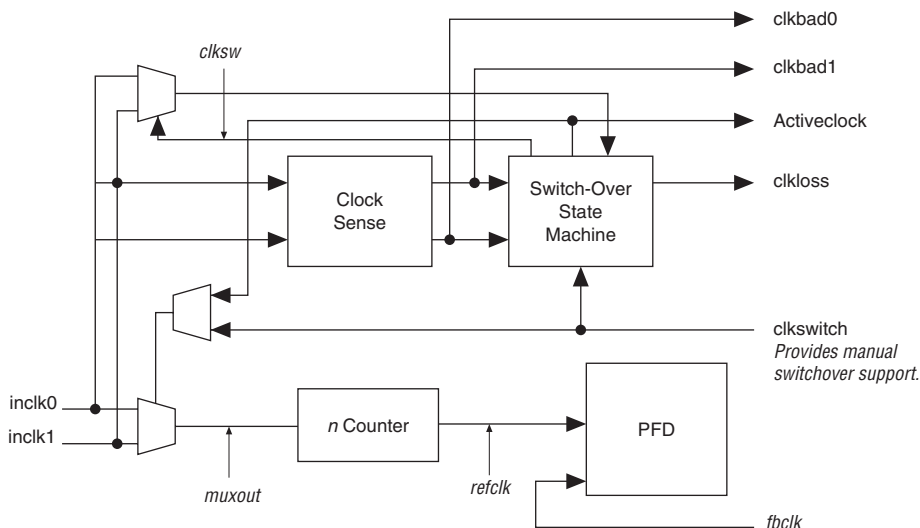 clkbad0
clksw
clkbad1
Activeclock
Clock
Sense
Switch-Over
State
Machine
clkloss
clkswitch
Provides manual
switchover support.
inclk0
inclk1
n Counter
PFD
muxout
refclk
fbclk